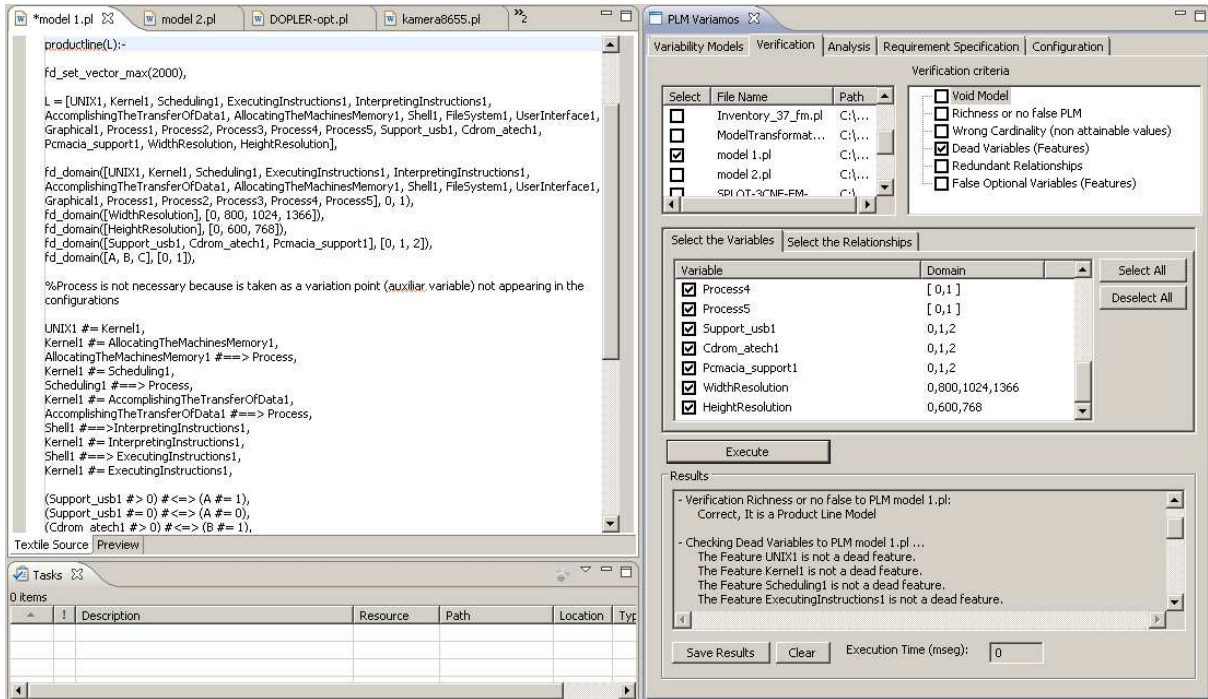 *model 1.pl
model 2.pl
DOPLER-opt.pl
kamera8655.pl
»2
productline(L):-
fd_set_vector_max(2000),
L = [UNIX1, Kernel1, Scheduling1, ExecutingInstructions1, InterpretingInstructions1,
AccomplishingTheTransferOfData1, AllocatingTheMachinesMemory1, Shell1, FileSystem1, UserInterface1,
Graphical1, Process1, Process2, Process3, Process4, Process5, Support_usb1, Cdrom_atech1,
Pcmacia_support1, WidthResolution, HeightResolution],
fd_domain([UNIX1, Kernel1, Scheduling1, ExecutingInstructions1, InterpretingInstructions1,
AccomplishingTheTransferOfData1, AllocatingTheMachinesMemory1, Shell1, FileSystem1, UserInterface1,
Graphical1, Process1, Process2, Process3, Process4, Process5], 0, 1),
fd_domain([WidthResolution], [0, 800, 1024, 1366]),
fd_domain([HeightResolution], [0, 600, 768]),
fd_domain([Support_usb1, Cdrom_atech1, Pcmacia_support1], [0, 1, 2]),
fd_domain([A, B, C], [0, 1]),
%Process is not necessary because is taken as a variation point (auxiliar variable) not appearing in the
configurations
UNIX1 #= Kernel1,
Kernel1 #= AllocatingTheMachinesMemory1,
AllocatingTheMachinesMemory1 #==> Process,
Kernel1 #= Scheduling1,
Scheduling1 #==> Process,
Kernel1 #= AccomplishingTheTransferOfData1,
AccomplishingTheTransferOfData1 #==> Process,
Shell1 #==>InterpretingInstructions1,
Kernel1 #= InterpretingInstructions1,
Shell1 #==> ExecutingInstructions1,
Kernel1 #= ExecutingInstructions1,
(Support_usb1 #> 0) #<=> (A #= 1),
(Support_usb1 #= 0) #<=> (A #= 0),
(Cdrom_atech1 #> 0) #<=> (B #= 1),
Textile Source Preview
Tasks
0 items
! Description Resource Path Location Typ
PLM Variamos
Variability Models Verification Analysis Requirement Specification Configuration
Verification criteria
Select File Name Path
Inventory_37_fm.pl C:\...
ModelTransformat... C:\...
model 1.pl C:\...
model 2.pl C:\...
SPLOT-3CNF-FM- C:\
Void Model
Richness or no false PLM
Wrong Cardinality (non attainable values)
Dead Variables (Features)
Redundant Relationships
False Optional Variables (Features)
Select the Variables Select the Relationships
Variable Domain
Process4 [ 0,1 ]
Process5 [ 0,1 ]
Support_usb1 0,1,2
Cdrom_atech1 0,1,2
Pcmacia_support1 0,1,2
WidthResolution 0,800,1024,1366
HeightResolution 0,600,768
Select All
Deselect All
Execute
Results
- Verification Richness or no false to PLM model 1.pl:
Correct, It is a Product Line Model
- Checking Dead Variables to PLM model 1.pl ...
The Feature UNIX1 is not a dead feature.
The Feature Kernel1 is not a dead feature.
The Feature Scheduling1 is not a dead feature.
The Feature ExecutingInstructions1 is not a dead feature.
Save Results Clear Execution Time (mseg): 0